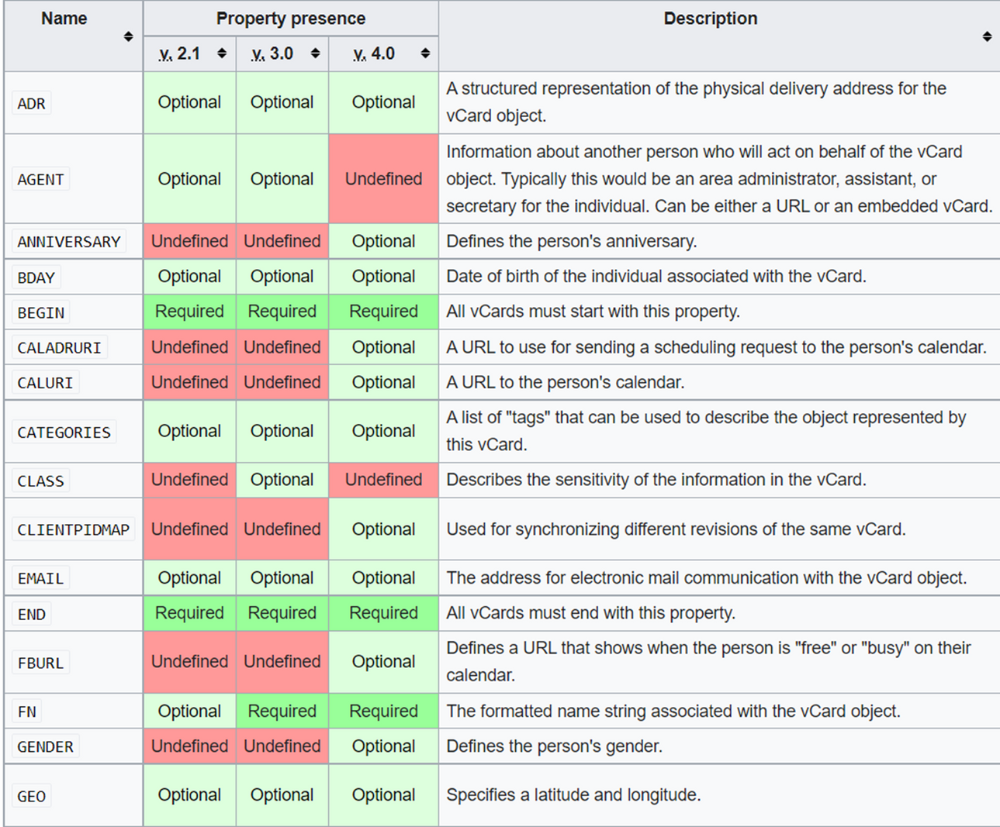 Name Property presence Description
v. 2.1 v. 3.0 v. 4.0
ADR Optional Optional Optional A structured representation of the physical delivery address for the
vCard object.
AGENT Optional Optional Undefined Information about another person who will act on behalf of the vCard
object. Typically this would be an area administrator, assistant, or
secretary for the individual. Can be either a URL or an embedded vCard.
ANNIVERSARY Undefined Undefined Optional Defines the person's anniversary.
BDAY Optional Optional Optional Date of birth of the individual associated with the vCard.
BEGIN Required Required Required All vCards must start with this property.
CALADRURI Undefined Undefined Optional A URL to use for sending a scheduling request to the person's calendar.
CALURI Undefined Undefined Optional A URL to the person's calendar.
CATEGORIES Optional Optional Optional A list of "tags" that can be used to describe the object represented by
this vCard.
CLASS Undefined Optional Undefined Describes the sensitivity of the information in the vCard.
CLIENTPIDMAP Undefined Undefined Optional Used for synchronizing different revisions of the same vCard.
EMAIL Optional Optional Optional The address for electronic mail communication with the vCard object.
END Required Required Required All vCards must end with this property.
FBURL Undefined Undefined Optional Defines a URL that shows when the person is "free" or "busy" on their
calendar.
FN Optional Required Required The formatted name string associated with the vCard object.
GENDER Undefined Undefined Optional Defines the person's gender.
GEO Optional Optional Optional Specifies a latitude and longitude.